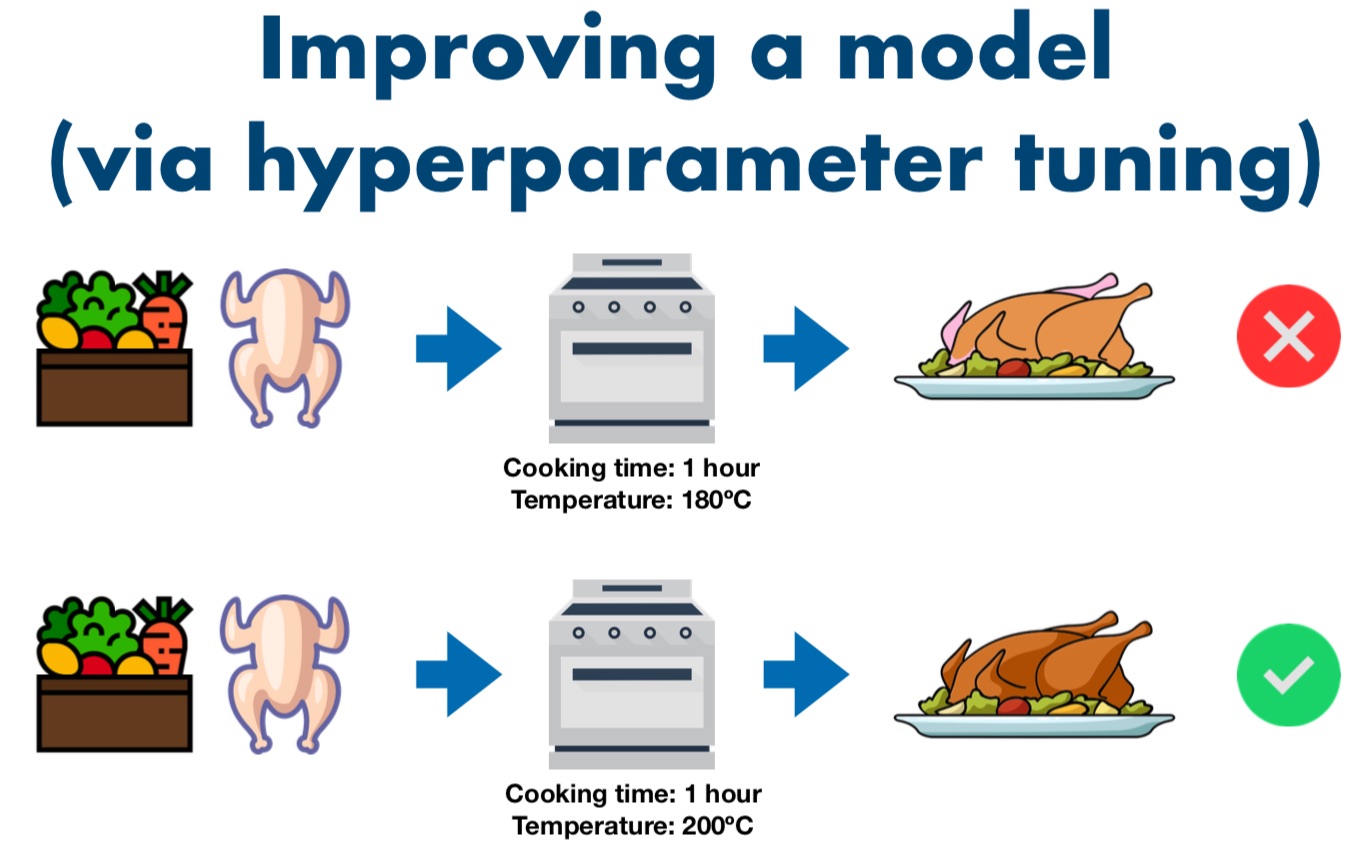 Improving a model
(via hyperparameter tuning)
Cooking time: 1 hour
Temperature: 180ºC
Cooking time: 1 hour
Temperature: 200ºC